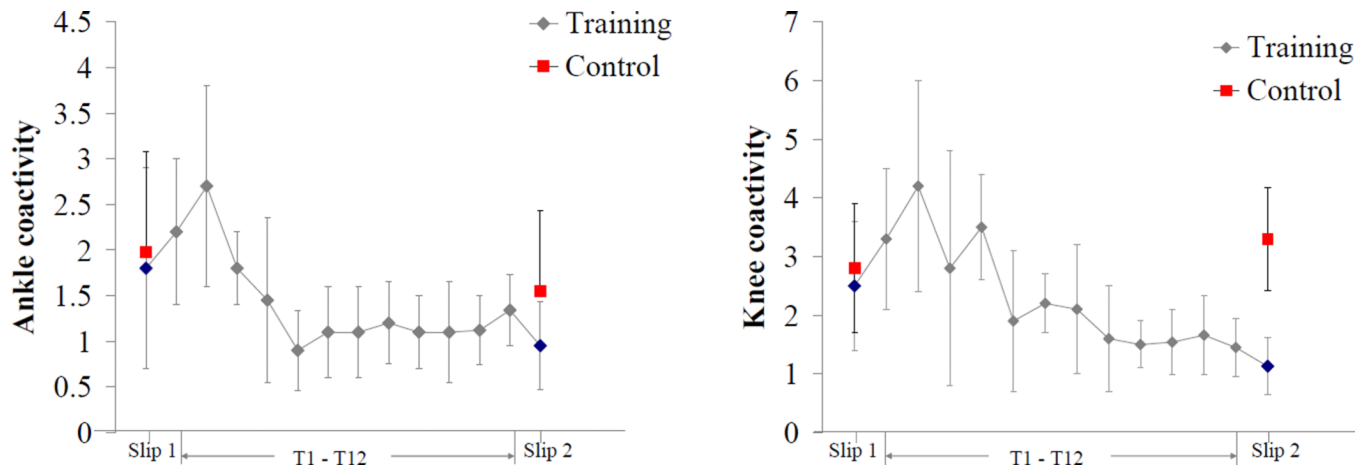 Ankle coactivity
4.5
4
3.5
3
2.5
2
1.5
1
0.5
0
Training
Control
Slip 1
T1 - T12
Slip 2
Knee coactivity
7
6
5
4
3
2
1
0
Training
Control
Slip 1
T1 - T12
Slip 2